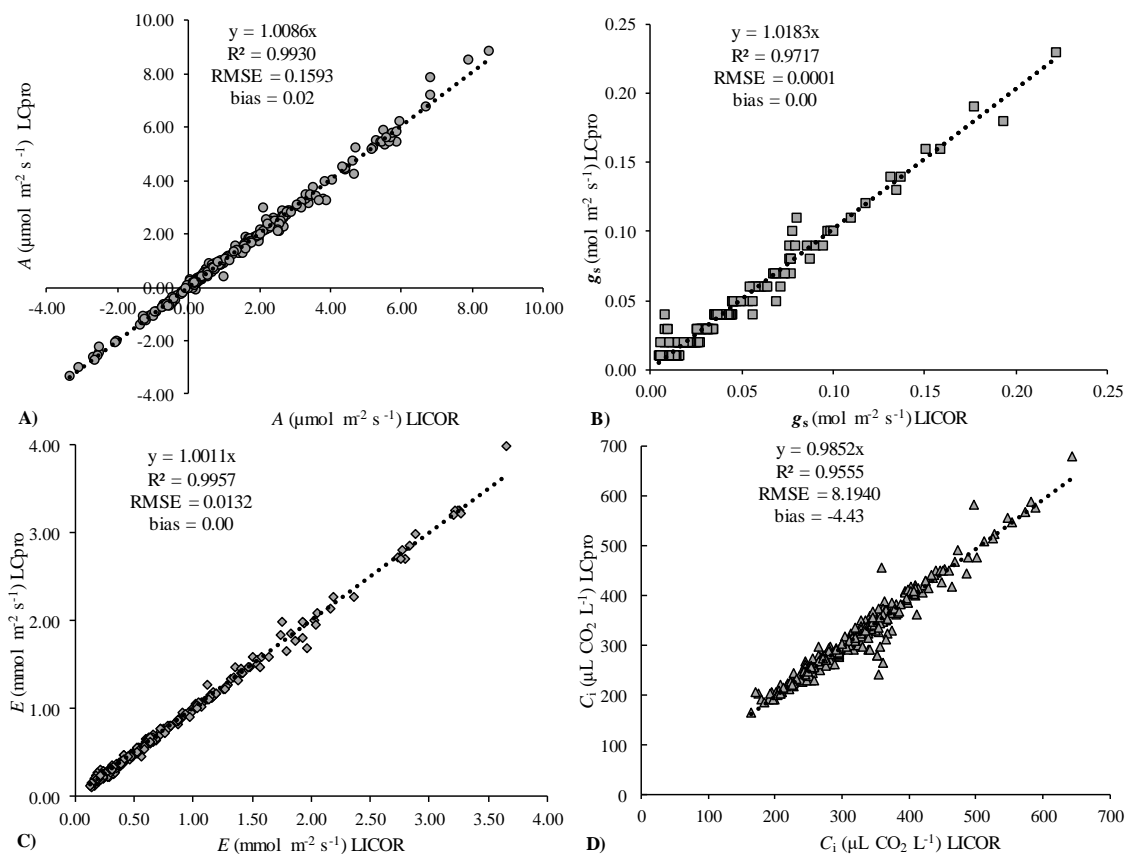 10.00
y = 1.0086x
R² = 0.9930
RMSE = 0.1593
bias = 0.02
8.00
6.00
4.00
2.00
0.00
-4.00 -2.00 0.00 2.00 4.00 6.00 8.00 10.00
-2.00
-4.00
A (µmol m-2 s -1) LCpro
A)
A (µmol m-2 s -1) LICOR
0.25
y = 1.0183x
R² = 0.9717
RMSE = 0.0001
bias = 0.00
0.20
0.15
0.10
0.05
0.00
0.00 0.05 0.10 0.15 0.20 0.25
gs (mol m-2 s -1) LCpro
B)
gs (mol m-2 s -1) LICOR
4.00
y = 1.0011x
R² = 0.9957
RMSE = 0.0132
bias = 0.00
3.00
2.00
1.00
0.00
0.00 0.50 1.00 1.50 2.00 2.50 3.00 3.50 4.00
E (mmol m-2 s -1) LCpro
C)
E (mmol m-2 s -1) LICOR
700
y = 0.9852x
R² = 0.9555
RMSE = 8.1940
bias = -4.43
600
500
400
300
200
100
0
0 100 200 300 400 500 600 700
Ci (µL CO2 L-1) LCpro
D)
Ci (µL CO2 L-1) LICOR